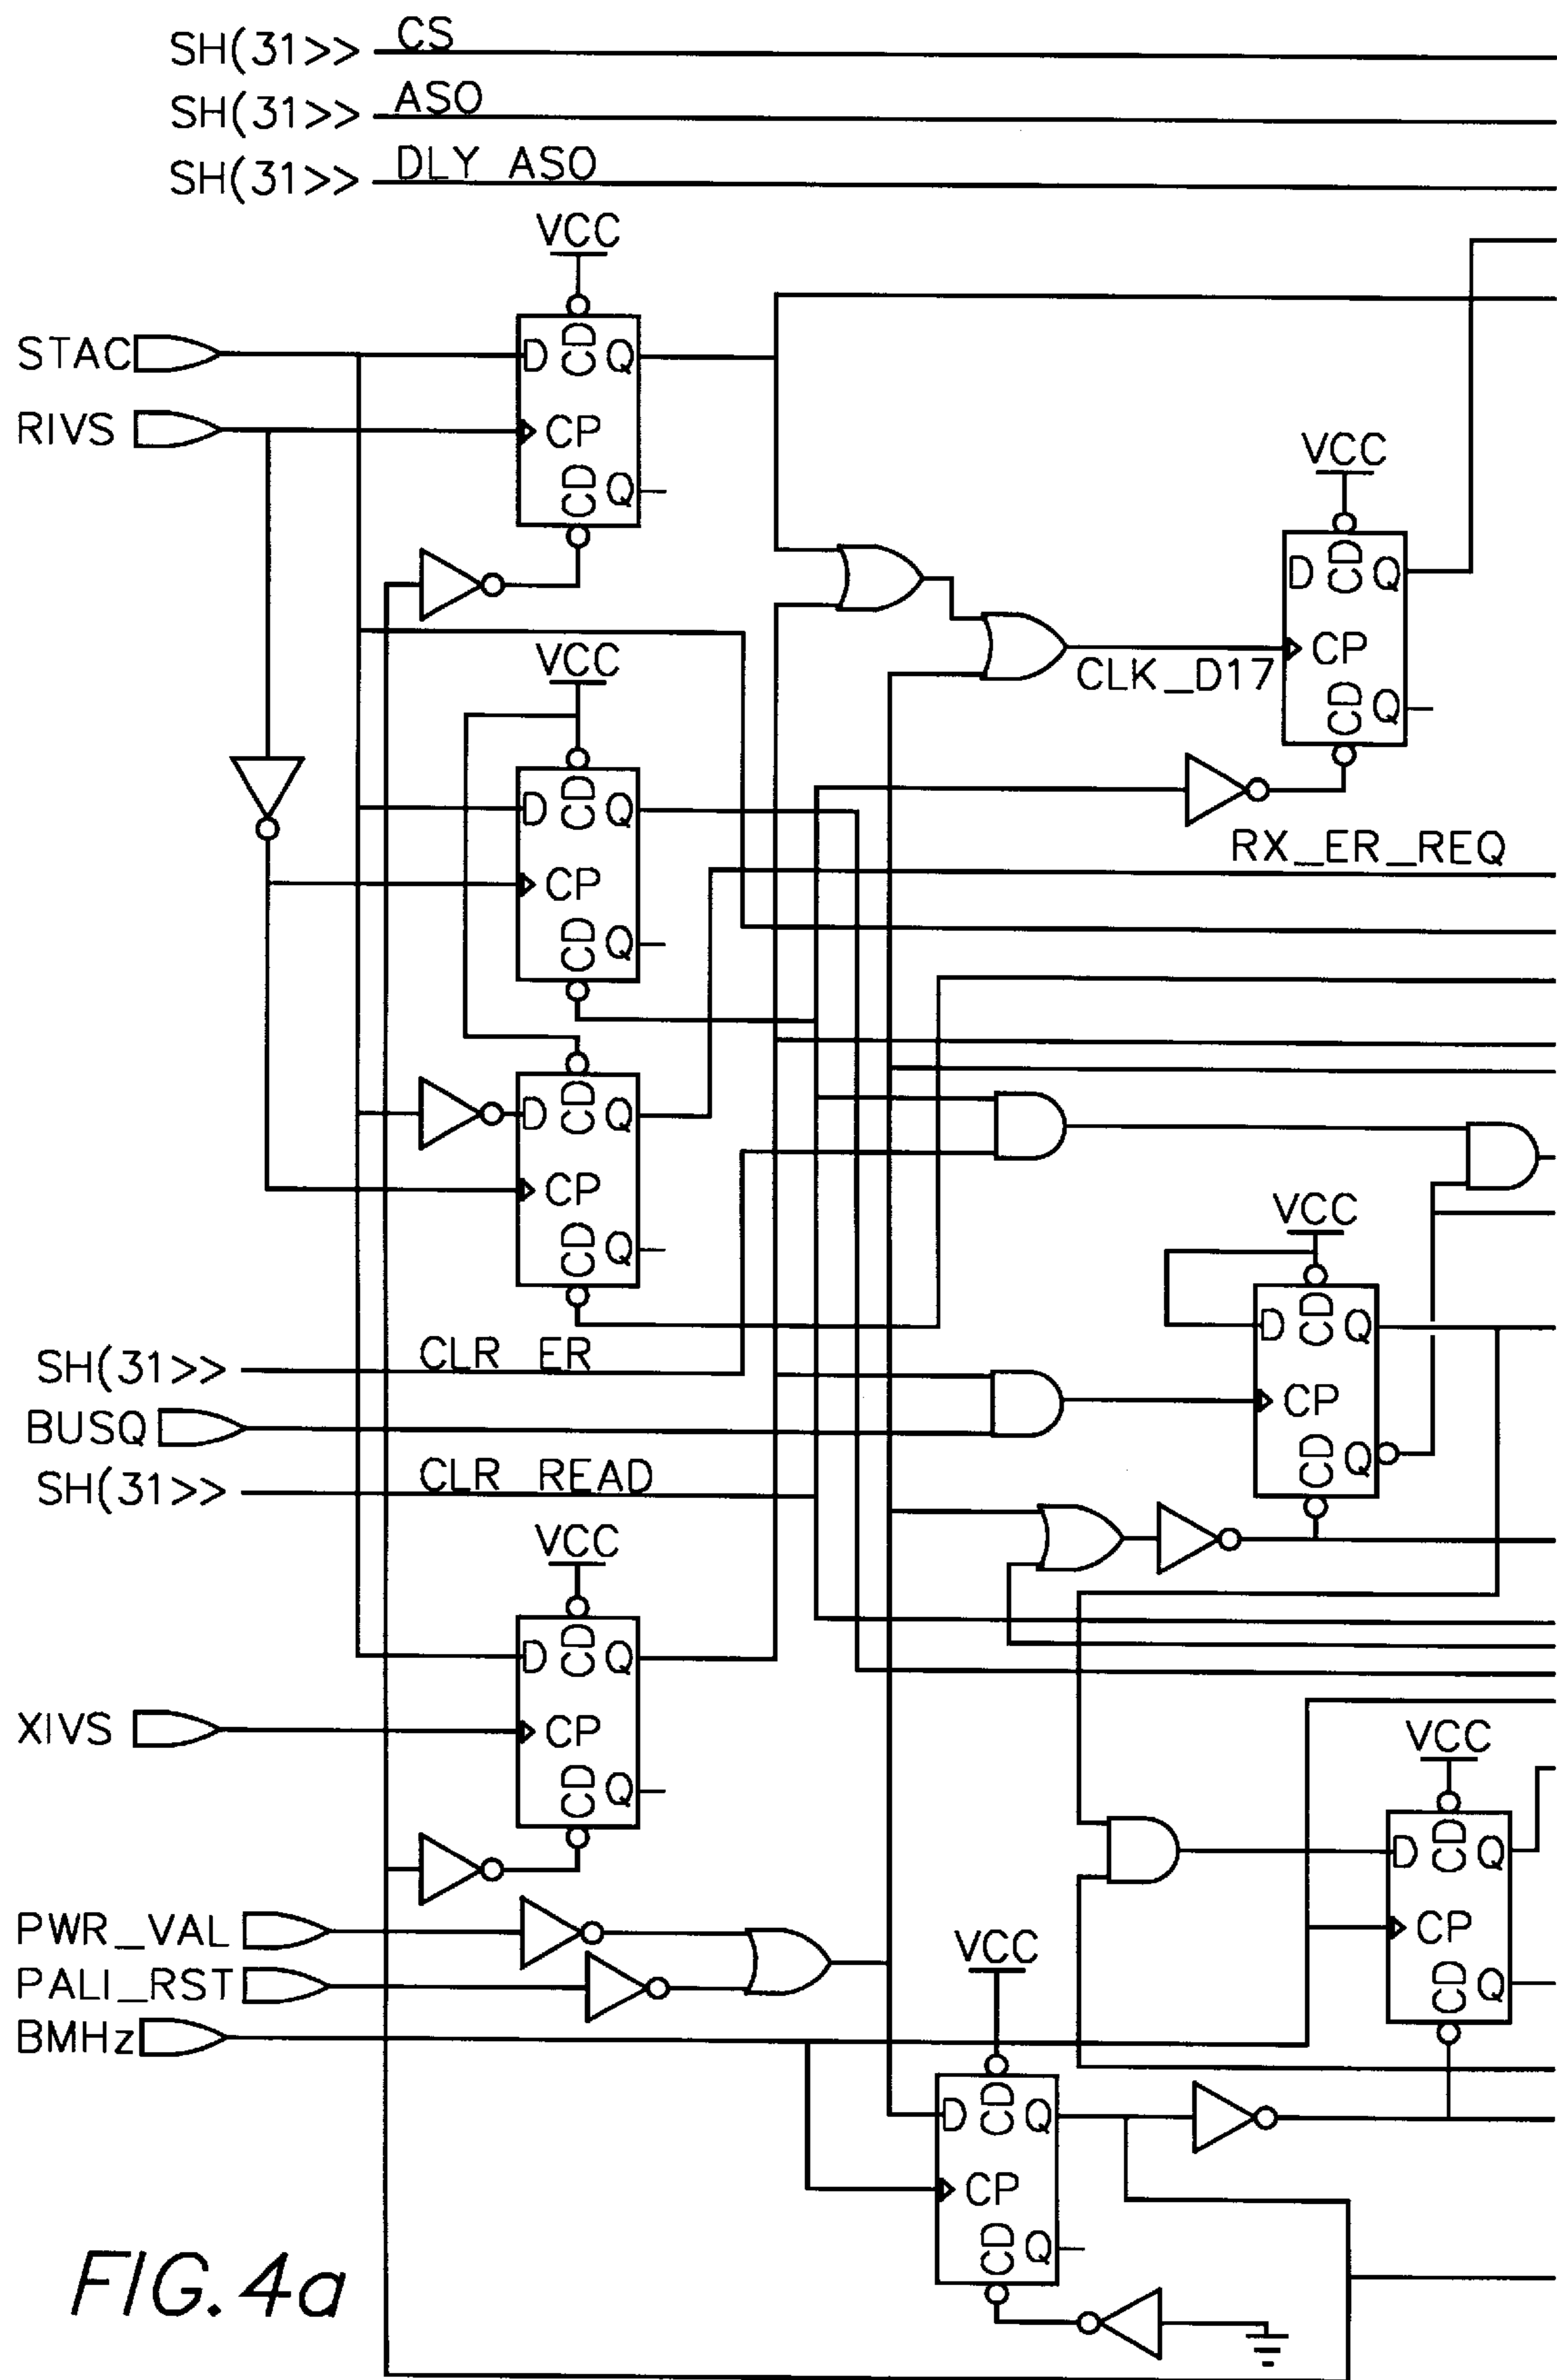 SH(31>> CS
SH(31>> ASO
SH(31>> DLY ASO
VCC
STAC
D CD Q
RIVS
CP
CD Q
VCC
D CD Q
CP
CLK_D17
CD Q
VCC
D CD Q
RX_ER_REQ
CP
CD Q
D CD Q
CP
CD Q
VCC
D CD Q
SH(31>> CLR ER
CP
BUSQ
CD Q
SH(31>> CLR READ
VCC
D CD Q
XIVS
CP
CD Q
VCC
D CD Q
CP
CD Q
PWR_VAL
PALI_RST
BMHz
VCC
D CD Q
CP
CD Q
FIG. 4a